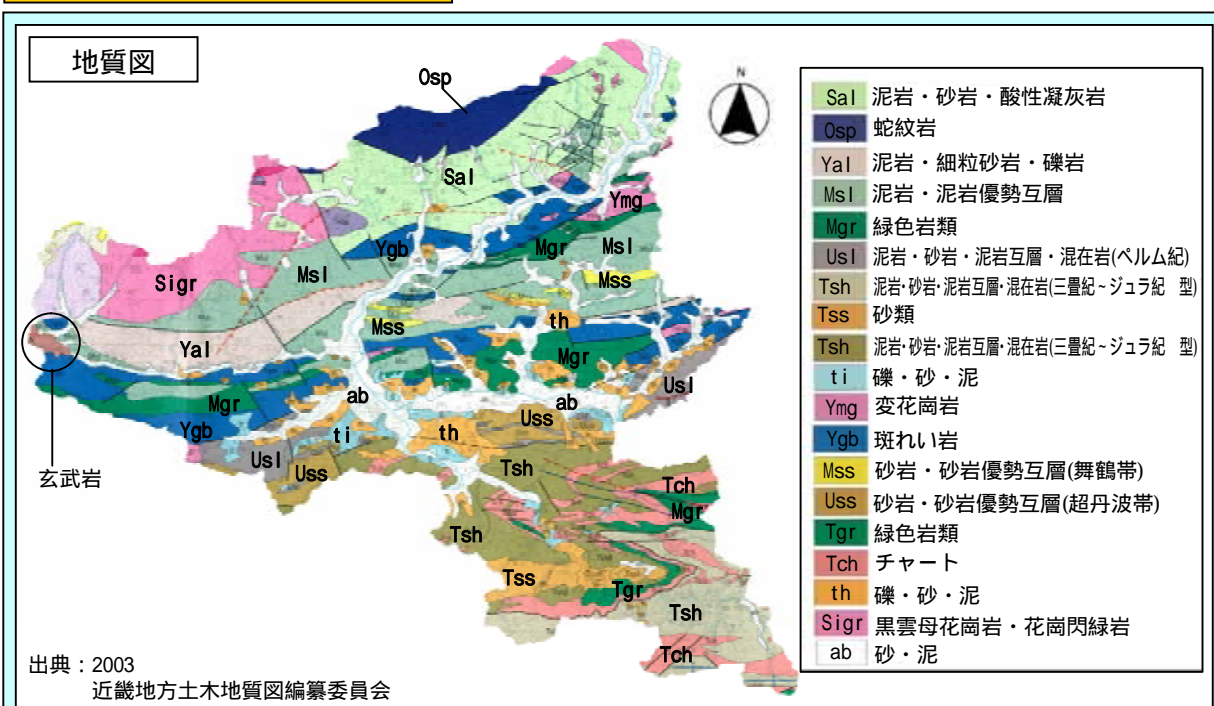 地質図
Osp
N
Sal
Ymg
Ygb
Mgr
Msl
Msl
Mss
Sigr
th
Mss
Yal
Mgr
Usl
ab
ab
Mgr
Uss
Ygb
ti
th
Usl
Uss
Tsh
玄武岩
Tch
Mgr
Tsh
Tss
Tgr
Tsh
Tch
出典：2003
近畿地方土木地質図編纂委員会
Sal 泥岩・砂岩・酸性凝灰岩
Osp 蛇紋岩
Yal 泥岩・細粒砂岩・礫岩
Msl 泥岩・泥岩優勢互層
Mgr 緑色岩類
Usl 泥岩・砂岩・泥岩互層・混在岩(ペルム紀)
Tsh 泥岩・砂岩・泥岩互層・混在岩(三畳紀~ジュラ紀　型)
Tss 砂類
Tsh 泥岩・砂岩・泥岩互層・混在岩(三畳紀~ジュラ紀　型)
ti 礫・砂・泥
Ymg 変花崗岩
Ygb 斑れい岩
Mss 砂岩・砂岩優勢互層(舞鶴帯)
Uss 砂岩・砂岩優勢互層(超丹波帯)
Tgr 緑色岩類
Tch チャート
th 礫・砂・泥
Sigr 黒雲母花崗岩・花崗閃緑岩
ab 砂・泥